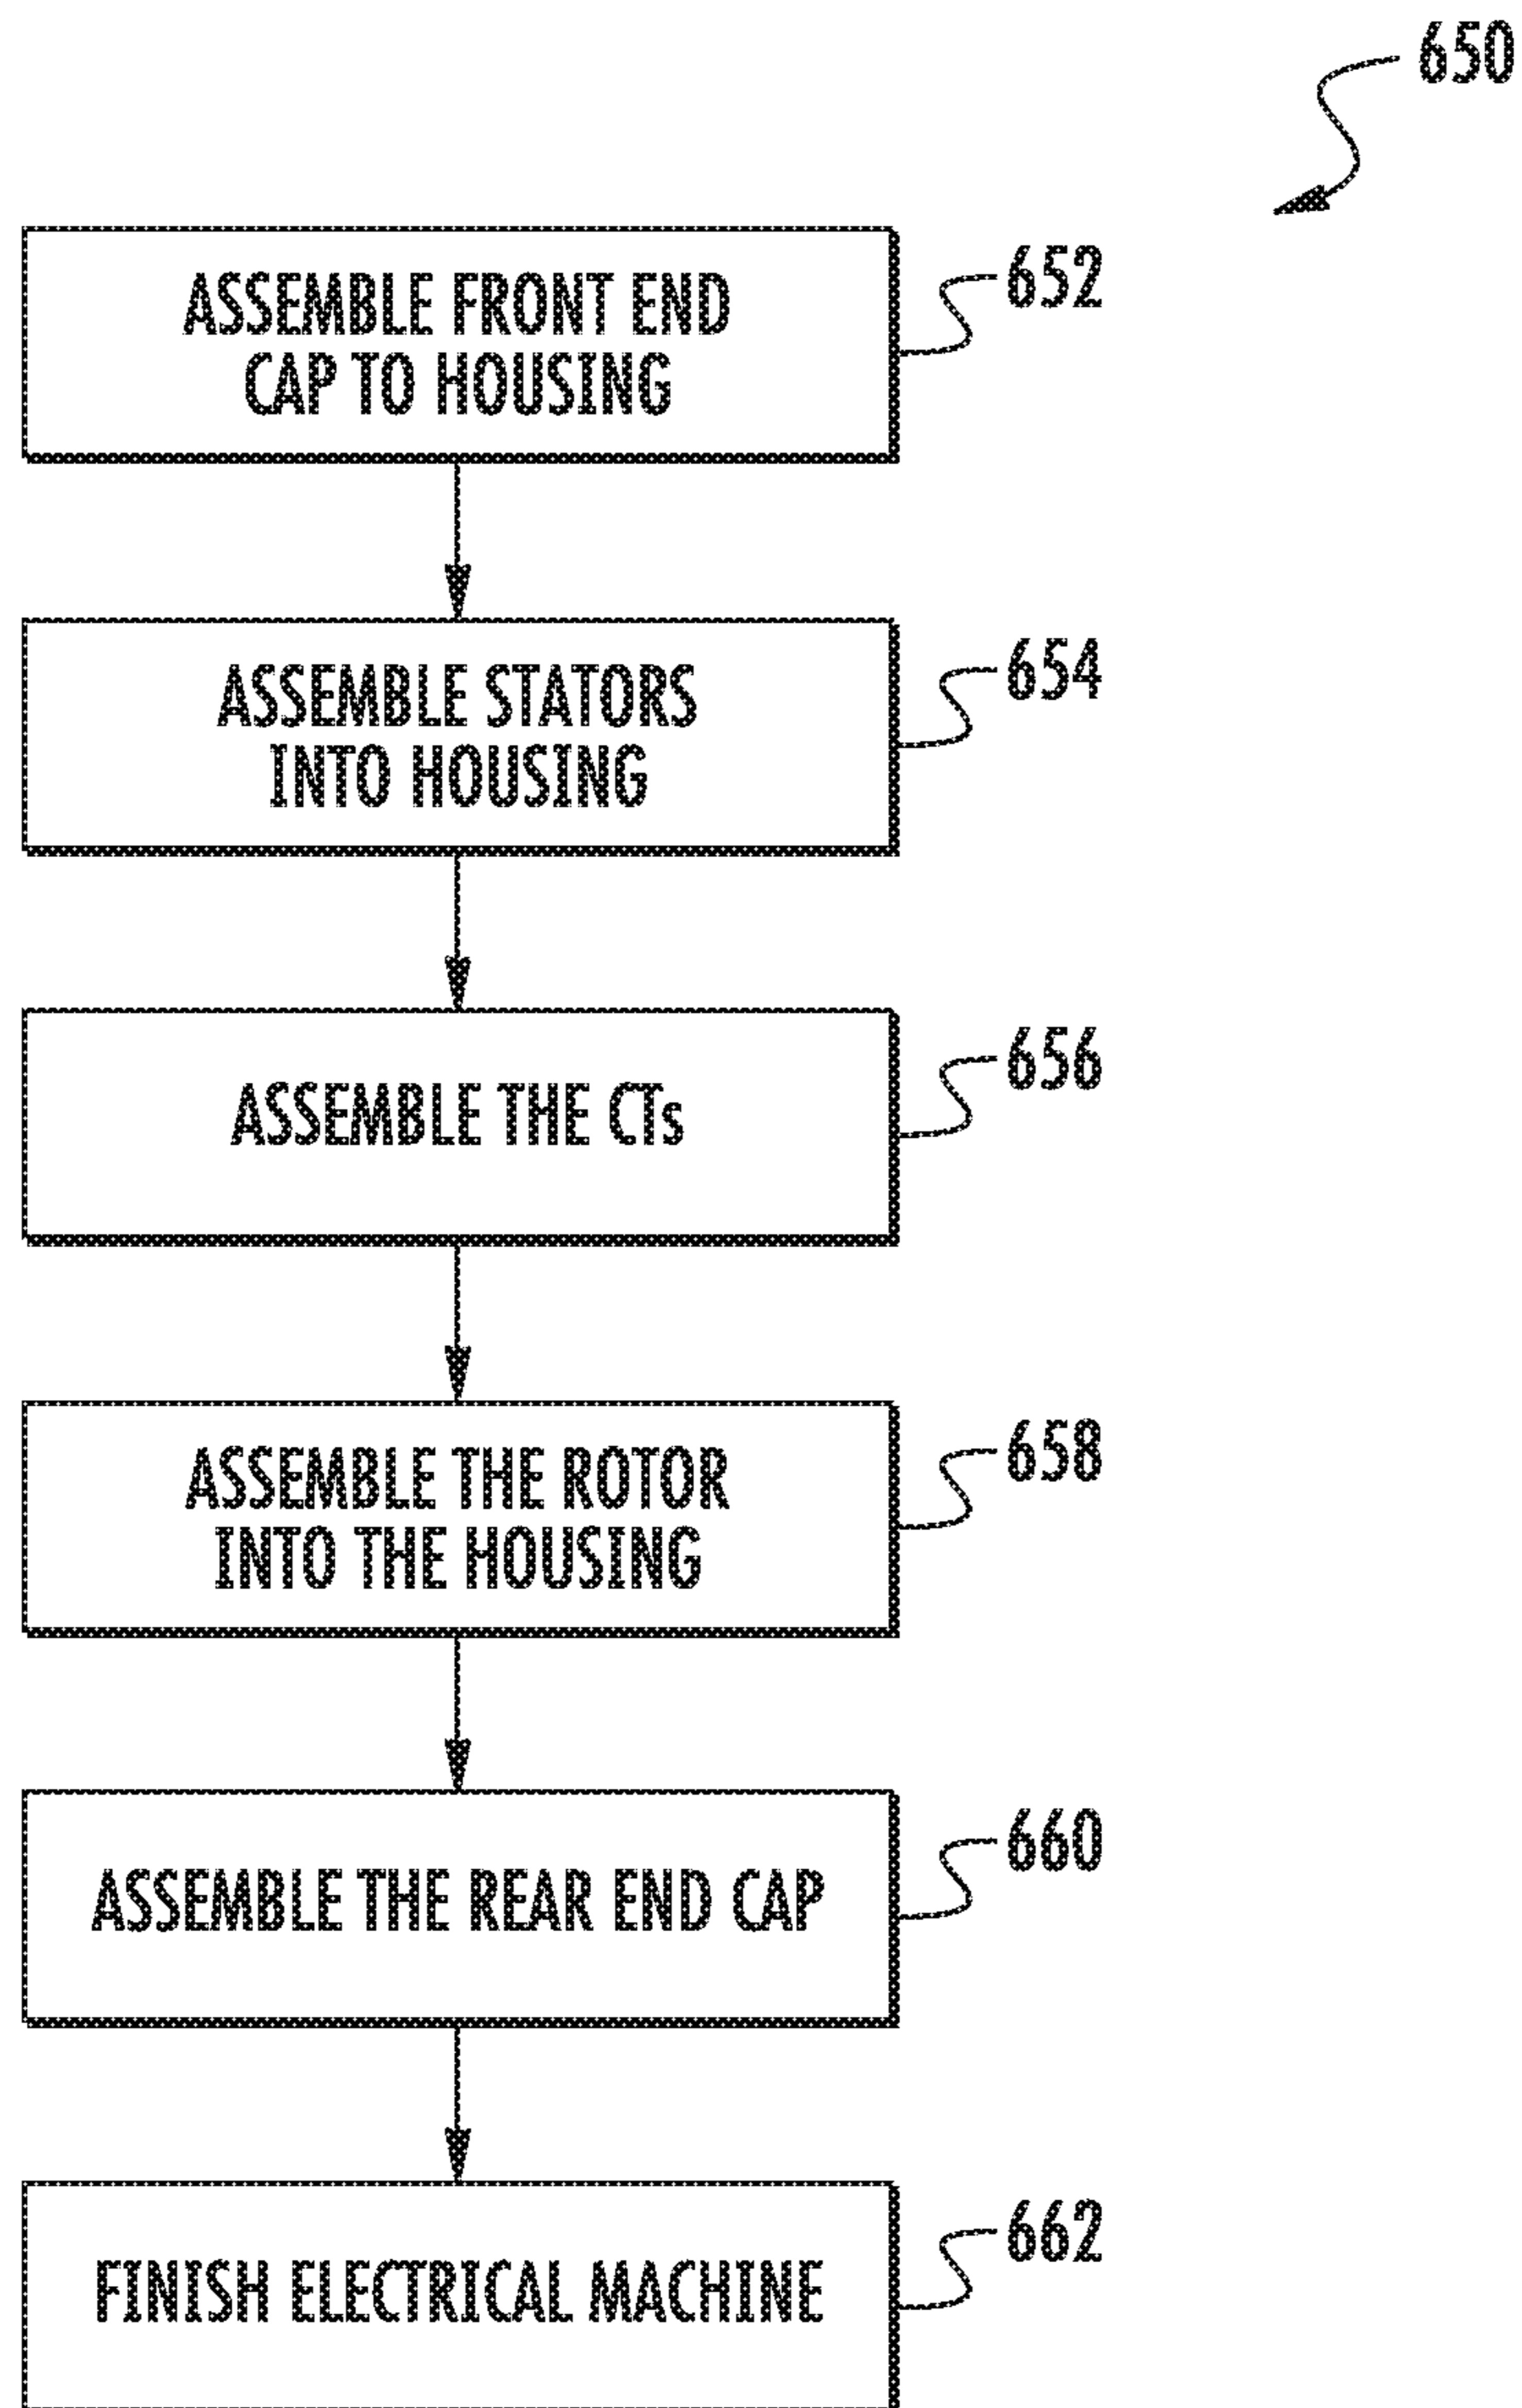 650
ASSEMBLE FRONT END
CAP TO HOUSING
652
ASSEMBLE STATORS
INTO HOUSING
654
ASSEMBLE THE CTs
656
ASSEMBLE THE ROTOR
INTO THE HOUSING
658
ASSEMBLE THE REAR END CAP
660
FINISH ELECTRICAL MACHINE
662